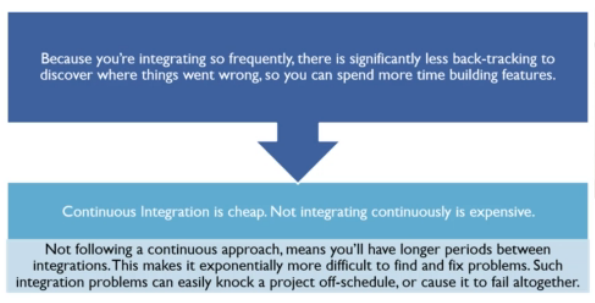 Because you're integrating so frequently, there is significantly less back-tracking to
discover where things went wrong, so you can spend more time building features.
Continuous Integration is cheap. Not integrating continuously is expensive.
Not following a continuous approach, means you'll have longer periods between
integrations. This makes it exponentially more difficult to find and fix problems. Such
integration problems can easily knock a project off-schedule, or cause it to fail altogether.